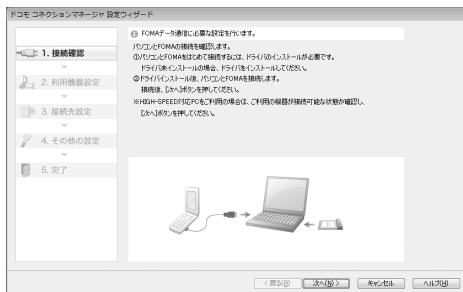 ドコモ コネクションマネージャ 設定ウィザード
1. 接続確認
2. 利用機器設定
3. 接続先設定
4. その他の設定
5. 完了
FOMAデータ通信に必要な設定を行います。
パソコンとFOMAの接続を確認します。
①パソコンとFOMAをはじめて接続するには、ドライバのインストールが必要です。
ドライバ未インストールの場合、ドライバをインストールしてください。
②ドライバインストール後、パソコンとFOMAを接続します。
接続後、[次へ]ボタンを押してください。
※HIGH-SPEED対応PCをご利用の場合は、ご利用の機器が接続可能な状態か確認し、
[次へ]ボタンを押してください。
< 戻る(B)
次へ(N) >
キャンセル
ヘルプ(H)